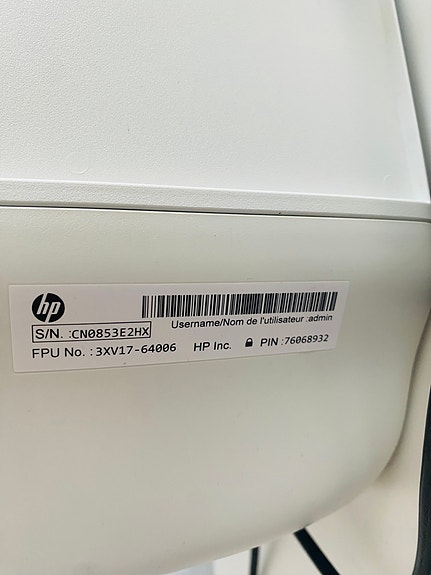 hp
S/N. :CN0853E2HX
Username/Nom de l'utilisateur :admin
FPU No. :3XV17-64006 HP Inc. PIN :76068932